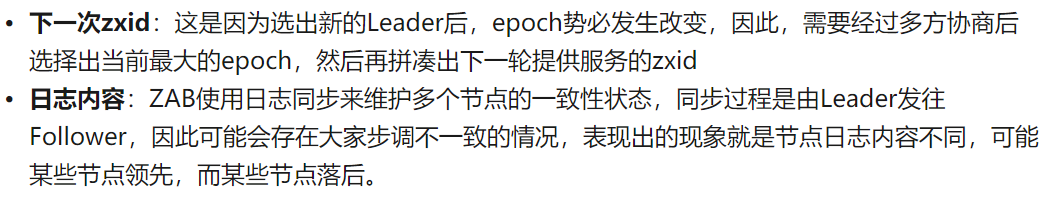 • 下一次zxid：这是因为选出新的Leader后，epoch势必发生改变，因此，需要经过多方协商后
选择出当前最大的epoch，然后再拼凑出下一轮提供服务的zxid
• 日志内容：ZAB使用日志同步来维护多个节点的一致性状态，同步过程是由Leader发往
Follower，因此可能会存在大家步调不一致的情况，表现出的现象就是节点日志内容不同，可能
某些节点领先，而某些节点落后。